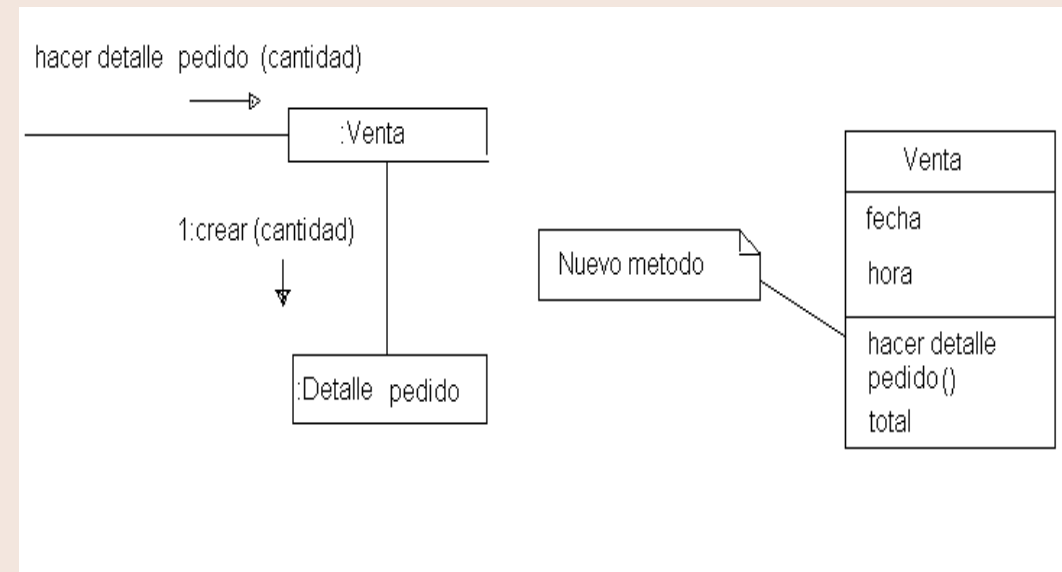 hacer detalle pedido (cantidad)
:Venta
1:crear (cantidad)
:Detalle pedido
Nuevo metodo
Venta
fecha
hora
hacer detalle
pedido()
total